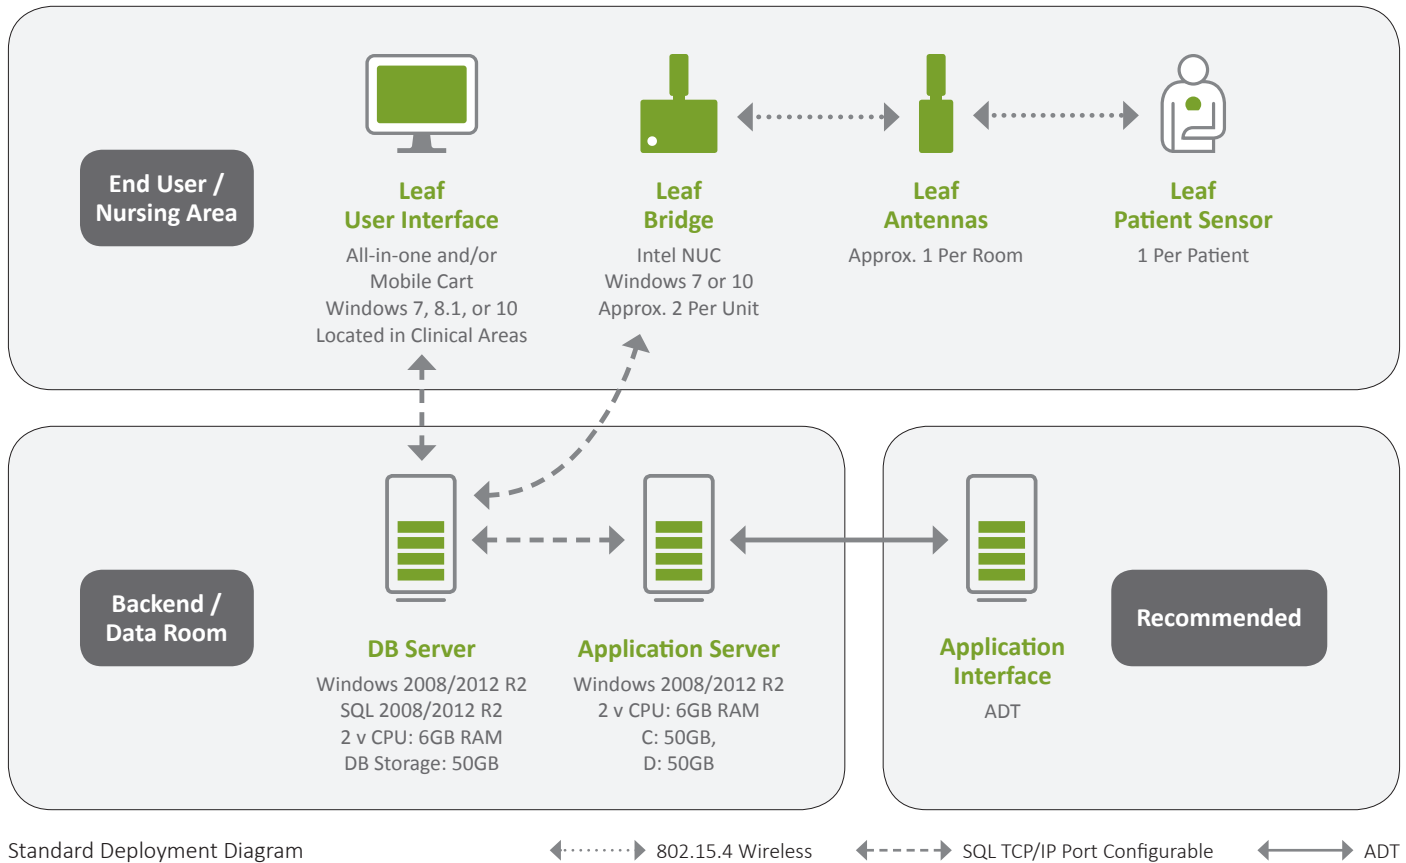 End User /
Nursing Area
Leaf
User Interface
All-in-one and/or
Mobile Cart
Windows 7, 8.1, or 10
Located in Clinical Areas
Leaf
Bridge
Intel NUC
Windows 7 or 10
Approx. 2 Per Unit
Leaf
Antennas
Approx. 1 Per Room
Leaf
Patient Sensor
1 Per Patient
Backend /
Data Room
DB Server
Windows 2008/2012 R2
SQL 2008/2012 R2
2 v CPU: 6GB RAM
DB Storage: 50GB
Application Server
Windows 2008/2012 R2
2 v CPU: 6GB RAM
C: 50GB,
D: 50GB
Application
Interface
ADT
Recommended
Standard Deployment Diagram
802.15.4 Wireless
SQL TCP/IP Port Configurable
ADT